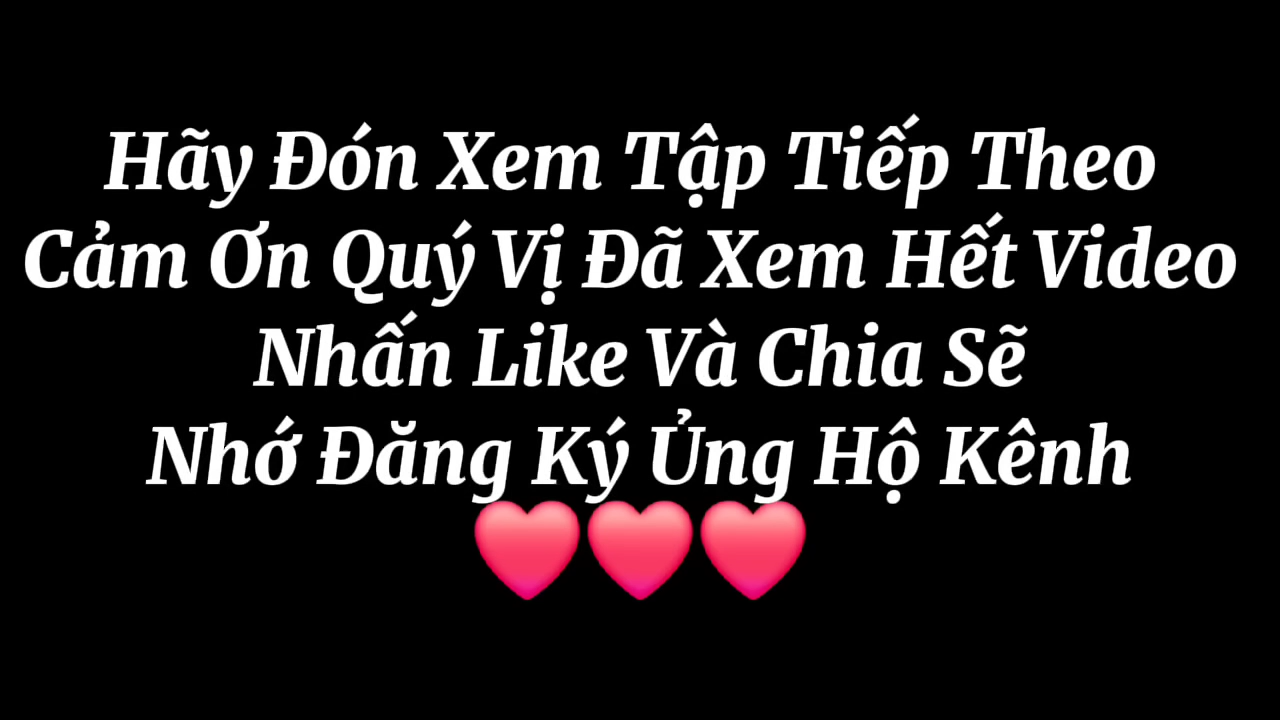 Hãy Đón Xem Tập Tiếp Theo
Cảm Ơn Quý Vị Đã Xem Hết Video
Nhấn Like Và Chia Sẽ
Nhớ Đăng Ký Ủng Hộ Kênh